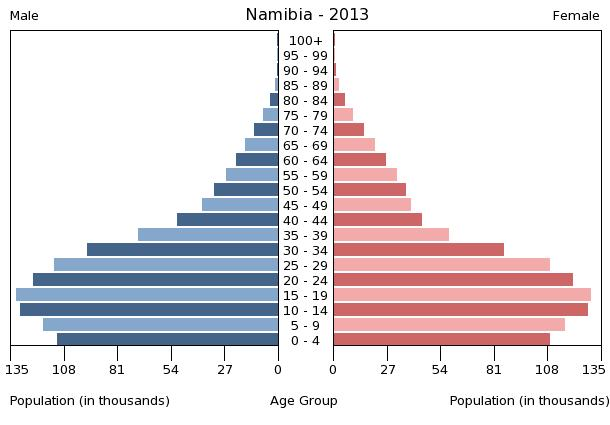 Male Namibia - 2013 Female
100+
95 - 99
90 - 94
85 - 89
80 - 84
75 - 79
70 - 74
65 - 69
60 - 64
55 - 59
50 - 54
45 - 49
40 - 44
35 - 39
30 - 34
25 - 29
20 - 24
15 - 19
10 - 14
5 - 9
0 - 4
135 108 81 54 27 0 0 27 54 81 108 135
Population (in thousands) Age Group Population (in thousands)